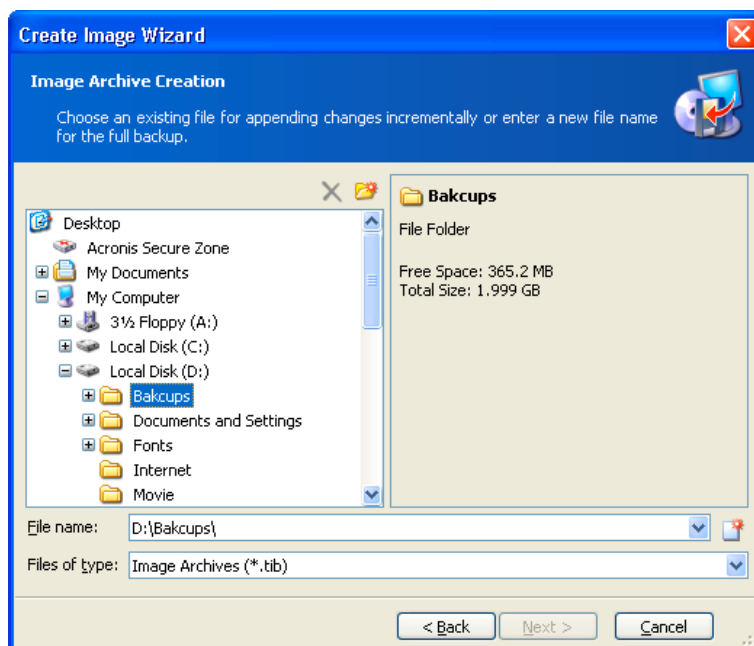 Create Image Wizard
Image Archive Creation
Choose an existing file for appending changes incrementally or enter a new file name
for the full backup.
Desktop
Acronis Secure Zone
My Documents
My Computer
3½ Floppy (A:)
Local Disk (C:)
Local Disk (D:)
Bakcups
Documents and Settings
Fonts
Internet
Movie
Bakcups
File Folder
Free Space: 365.2 MB
Total Size: 1.999 GB
File name: D:\Bakcups\
Files of type: Image Archives (*.tib)
< Back Next > Cancel